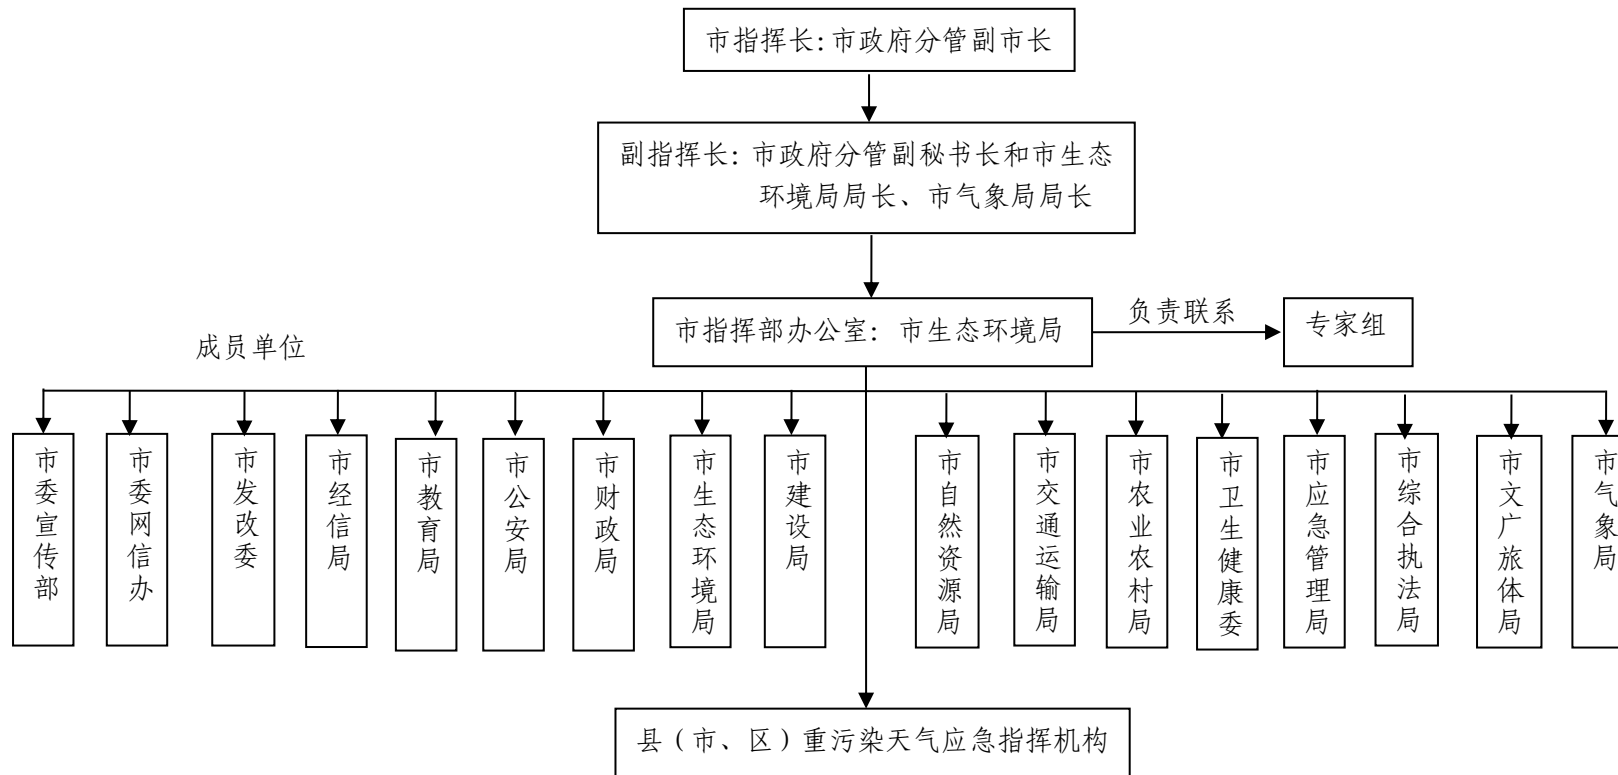 市指挥长:市政府分管副市长
副指挥长:市政府分管副秘书长和市生态
环境局局长、市气象局局长
市指挥部办公室:市生态环境局
负责联系
专家组
成员单位
市委宣传部
市委网信办
市发改委
市经信局
市教育局
市公安局
市财政局
市生态环境局
市建设局
市自然资源局
市交通运输局
市农业农村局
市卫生健康委
市应急管理局
市综合执法局
市文广旅体局
市气象局
县（市、区）重污染天气应急指挥机构